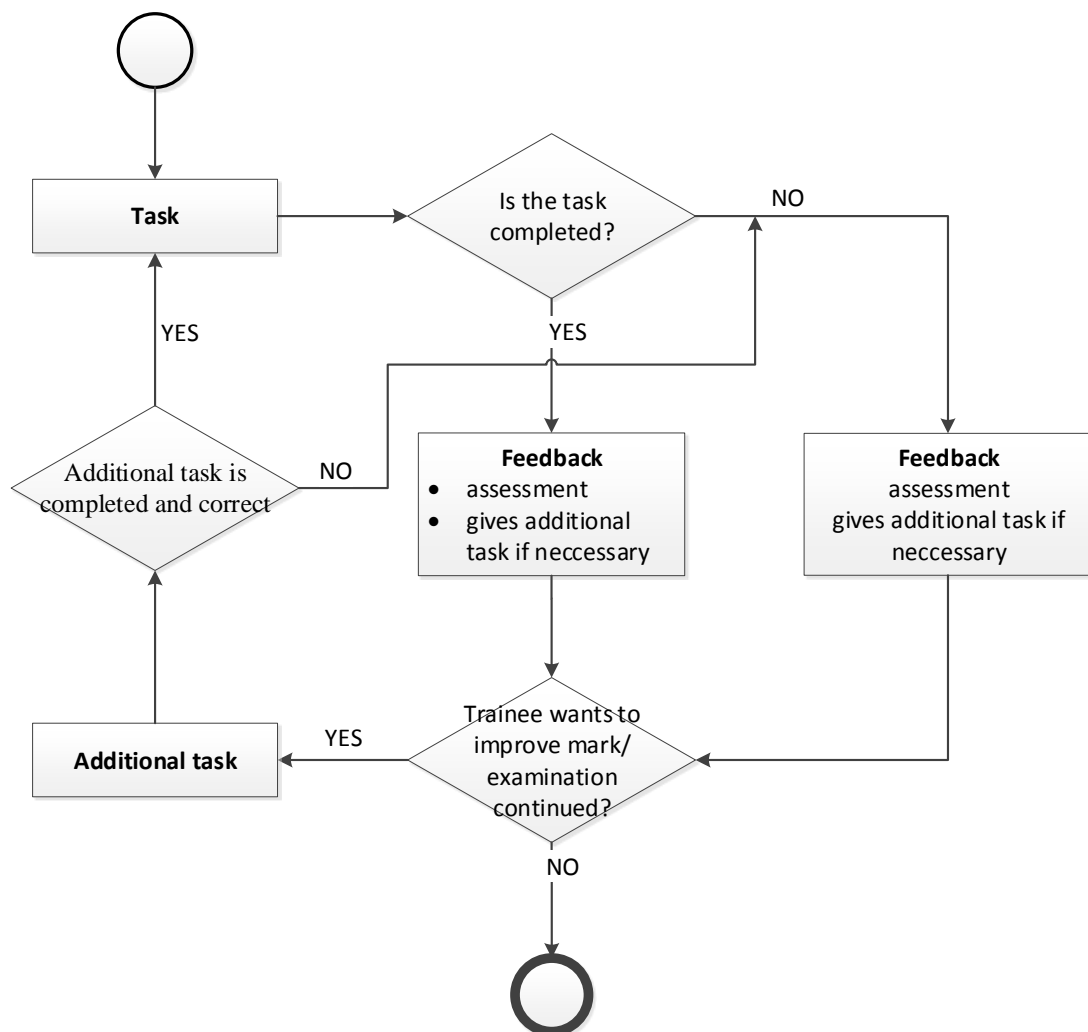 Task
Is the task
completed?
NO
YES
YES
Additional task is
completed and correct
NO
Feedback
• assessment
• gives additional
task if neccessary
Feedback
assessment
gives additional task if
neccessary
Additional task
YES
Trainee wants to
improve mark/
examination
continued?
NO